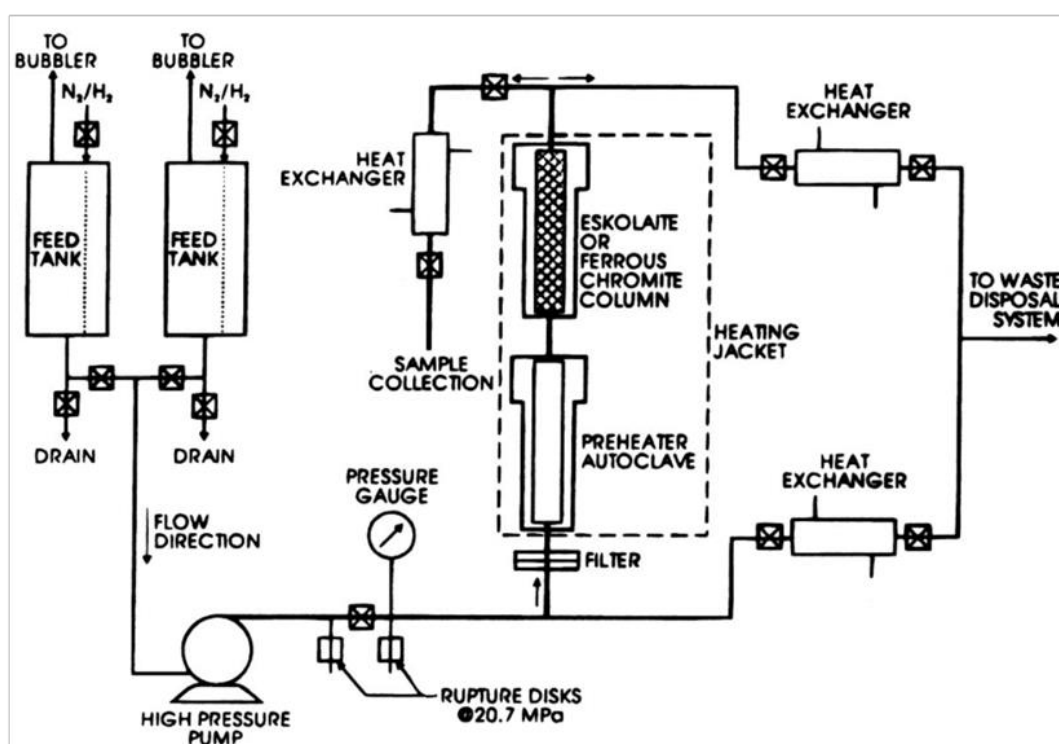 TO
BUBBLER
TO
BUBBLER
N₂/H₂
N₂/H₂
FEED
TANK
FEED
TANK
DRAIN
DRAIN
FLOW
DIRECTION
HIGH PRESSURE
PUMP
PRESSURE
GAUGE
RUPTURE DISKS
@20.7 MPa
HEAT
EXCHANGER
SAMPLE
COLLECTION
ESKOLAITE
OR
FERROUS
CHROMITE
COLUMN
HEATING
JACKET
PREHEATER
AUTOCLAVE
FILTER
HEAT
EXCHANGER
TO WASTE
DISPOSAL
SYSTEM
HEAT
EXCHANGER